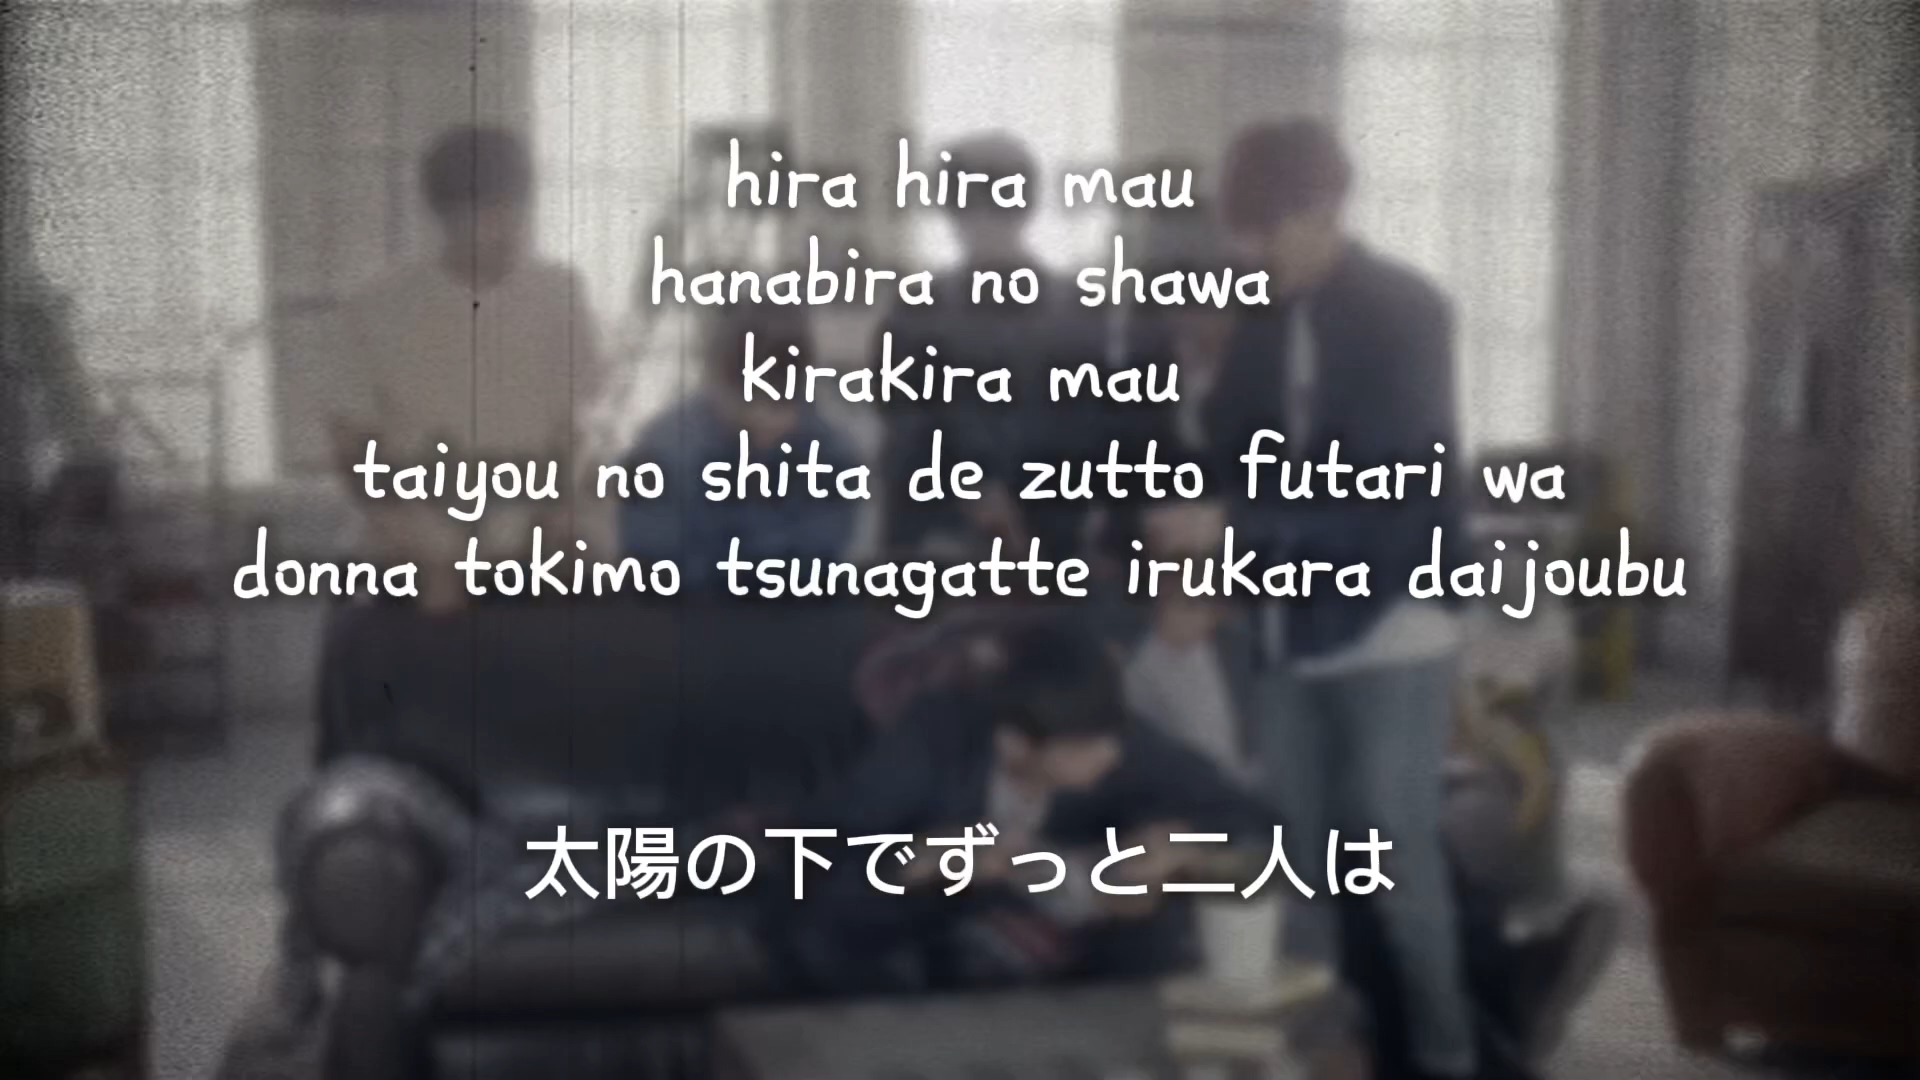 hira hira mau
hanabira no shawa
kirakira mau
taiyou no shita de zutto futari wa
donna tokimo tsunagatte irukara daijoubu
太陽の下でずっと二人は